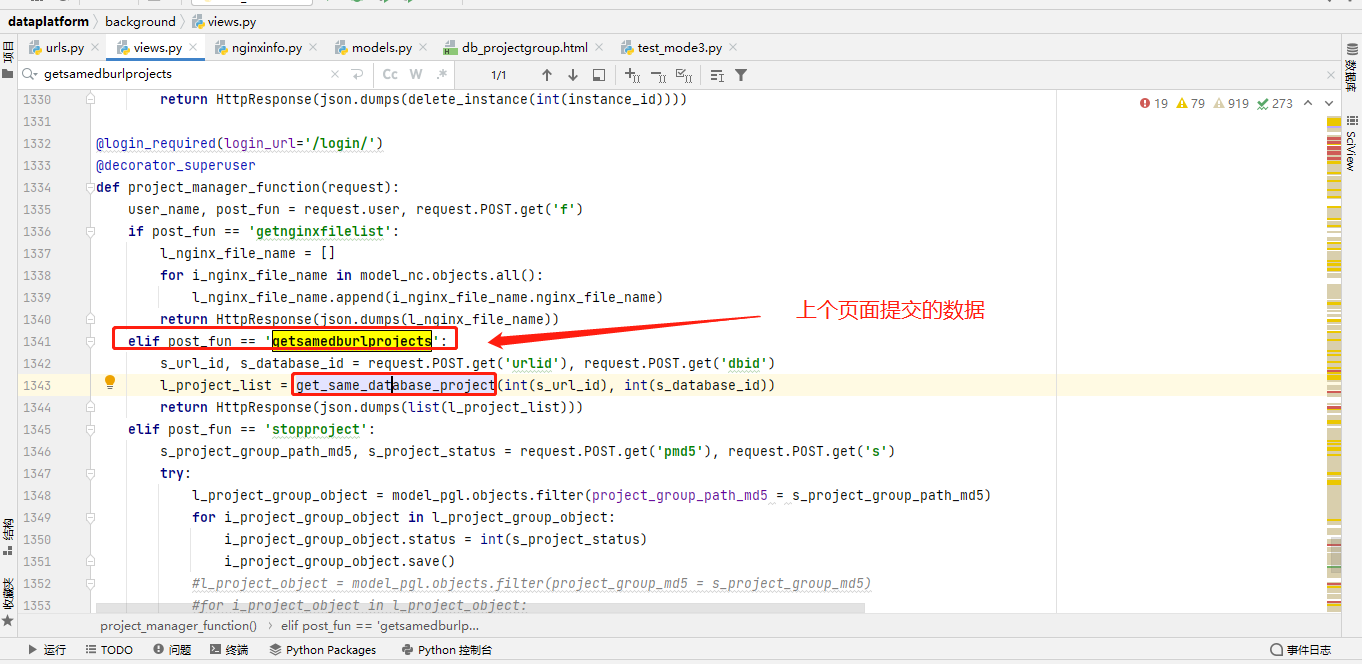 dataplatform
background
views.py
urls.py
views.py
nginxinfo.py
models.py
db_projectgroup.html
test_mode3.py
getsamedburlprojects
Cc W .*
1/1
项目
19 79 919 273
数据库
SciView
1330 return HttpResponse(json.dumps(delete_instance(int(instance_id))))
1331
1332 @login_required(login_url='/login/')
1333 @decorator_superuser
1334 def project_manager_function(request):
1335 user_name, post_fun = request.user, request.POST.get('f')
1336 if post_fun == 'getnginxfilelist':
1337 l_nginx_file_name = []
1338 for i_nginx_file_name in model_nc.objects.all():
1339 l_nginx_file_name.append(i_nginx_file_name.nginx_file_name)
1340 return HttpResponse(json.dumps(l_nginx_file_name))
上个页面提交的数据
1341 elif post_fun == 'getsamedburlprojects':
1342 s_url_id, s_database_id = request.POST.get('urlid'), request.POST.get('dbid')
1343 l_project_list = get_same_database_project(int(s_url_id), int(s_database_id))
1344 return HttpResponse(json.dumps(list(l_project_list)))
1345 elif post_fun == 'stopproject':
1346 s_project_group_path_md5, s_project_status = request.POST.get('pmd5'), request.POST.get('s')
1347 try:
1348 l_project_group_object = model_pgl.objects.filter(project_group_path_md5 = s_project_group_path_md5)
1349 for i_project_group_object in l_project_group_object:
1350 i_project_group_object.status = int(s_project_status)
1351 i_project_group_object.save()
1352 #l_project_object = model_pgl.objects.filter(project_group_md5 = s_project_group_md5)
1353 #for i_project_object in l_project_object:
结构
收藏夹
project_manager_function() › elif post_fun == 'getsamedburlp...
运行
TODO
问题
终端
Python Packages
Python 控制台
事件日志